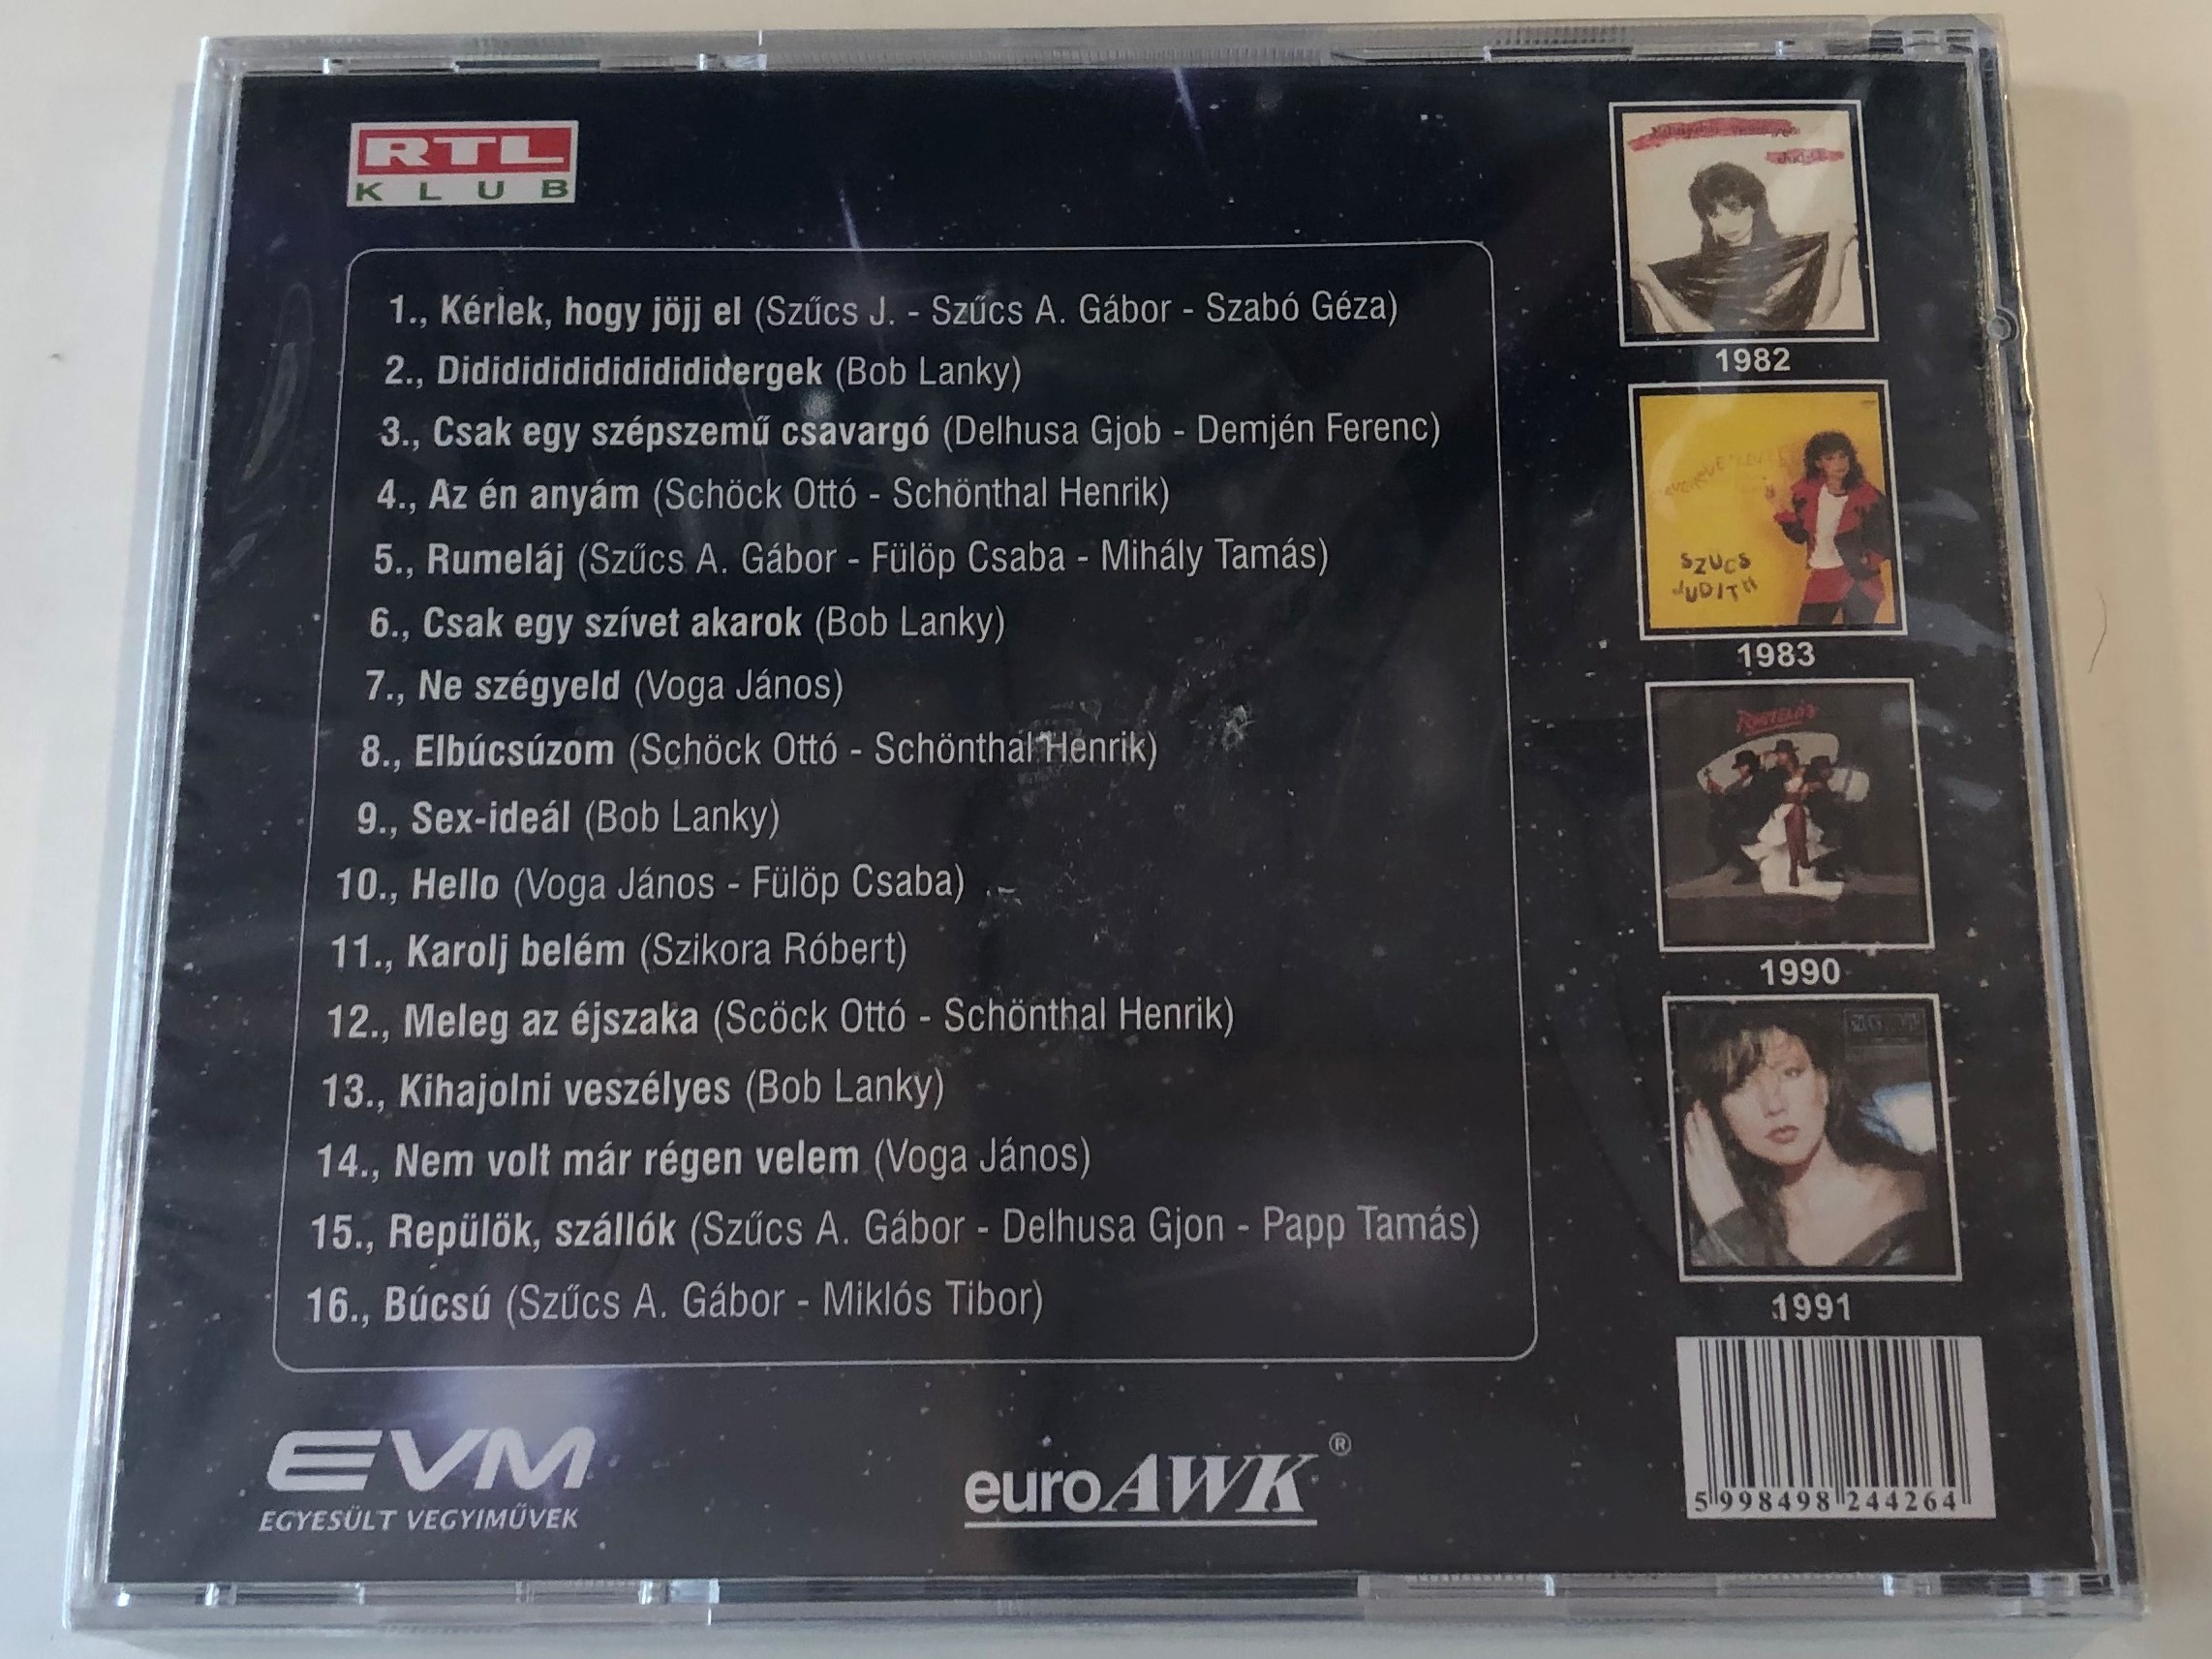 RTL
KLUB
1., Kérlek, hogy jöjj el (Szűcs J. - Szűcs A. Gábor - Szabó Géza)
2., Dididididididididididergek (Bob Lanky)
3., Csak egy szépszemű csavargó (Delhusa Gjob - Demjén Ferenc)
4., Az én anyám (Schöck Ottó - Schönthal Henrik)
5., Rumeláj (Szűcs A. Gábor - Fülöp Csaba - Mihály Tamás)
6., Csak egy szívet akarok (Bob Lanky)
7., Ne szégyeld (Voga János)
8., Elbúcsúzom (Schöck Ottó - Schönthal Henrik)
9., Sex-ideál (Bob Lanky)
10., Hello (Voga János - Fülöp Csaba)
11., Karolj belém (Szikora Róbert)
12., Meleg az éjszaka (Scöck Ottó - Schönthal Henrik)
13., Kihajolni veszélyes (Bob Lanky)
14., Nem volt már régen velem (Voga János)
15., Repülök, szállók (Szűcs A. Gábor - Delhusa Gjon - Papp Tamás)
16., Búcsú (Szűcs A. Gábor - Miklós Tibor)
EVM
EGYESÜLT VEGYIMŰVEK
euroAWK®
Judith
1982
SZUCS
JUDITH
1983
1990
1991
5 998498 244264